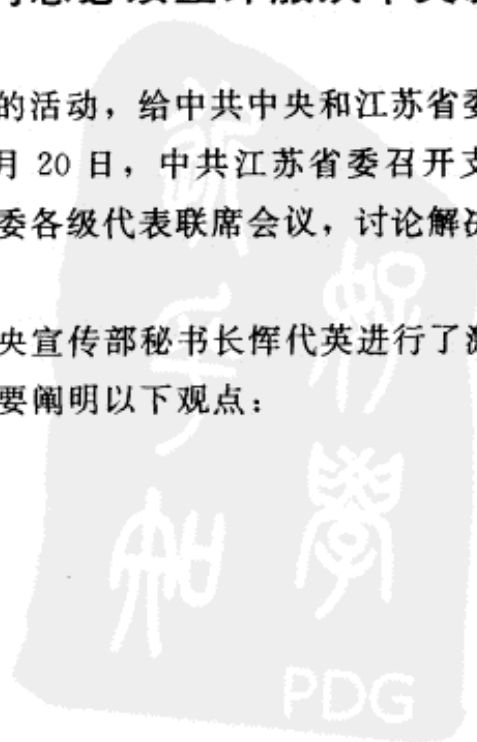 的活动，给中共中央和江苏省委
月 20 日，中共江苏省委召开支
委各级代表联席会议，讨论解决
央宣传部秘书长恽代英进行了激
要阐明以下观点：
PDG